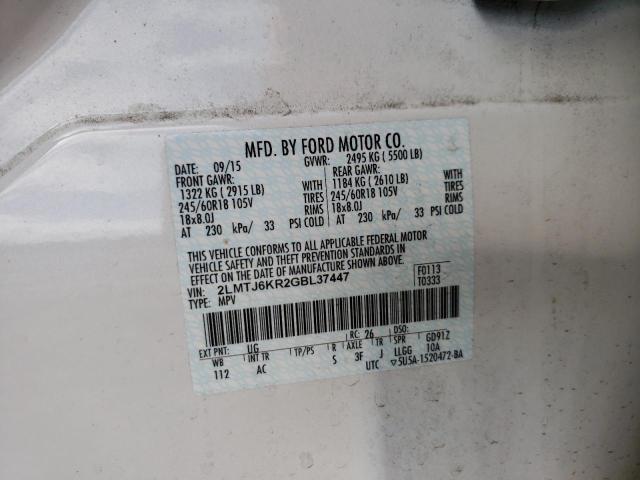 MFD. BY FORD MOTOR CO.
DATE: 09/15 GVWR: 2495 KG ( 5500 LB)
FRONT GAWR: REAR GAWR:
1322 KG ( 2915 LB) WITH 1184 KG ( 2610 LB) WITH
245/60R18 105V TIRES 245/60R18 105V TIRES
18x8.0J RIMS 18x8.0J RIMS
AT 230 kPa/ 33 PSI COLD AT 230 kPa/ 33 PSI COLD
THIS VEHICLE CONFORMS TO ALL APPLICABLE FEDERAL MOTOR
VEHICLE SAFETY AND THEFT PREVENTION STANDARDS IN
EFFECT ON THE DATE OF MANUFACTURE SHOWN ABOVE.
VIN: 2LMTJ6KR2GBL37447 F0113
TYPE: MPV T0333
EXT PNT: UG RC: 26 DSO:
WB INT TR TP/PS R AXLE TR SPR GD91Z
112 AC S 3F J LLGG 10A
UTC ▽5U5A-1520472-BA